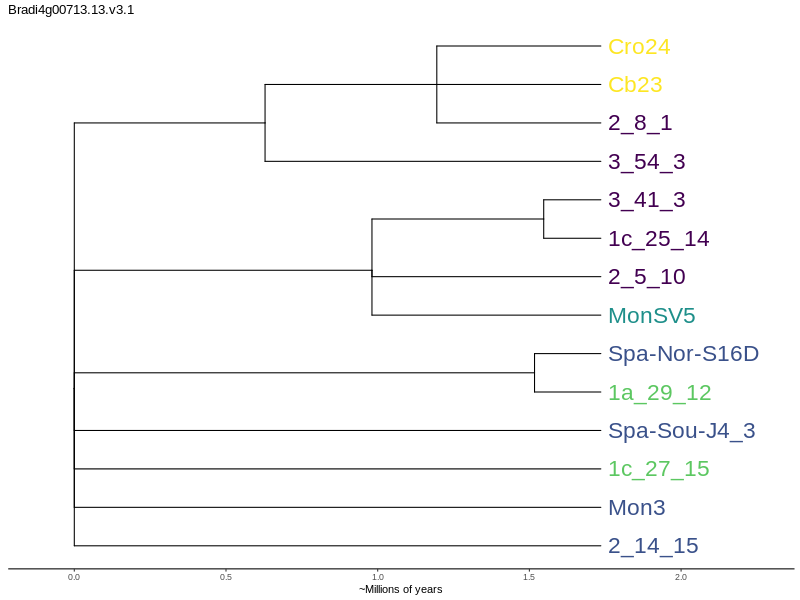 Bradi4g00713.13.v3.1
Cro24
Cb23
2_8_1
3_54_3
3_41_3
1c_25_14
2_5_10
MonSV5
Spa-Nor-S16D
1a_29_12
Spa-Sou-J4_3
1c_27_15
Mon3
2_14_15
0.0 0.5 1.0 1.5 2.0
~Millions of years